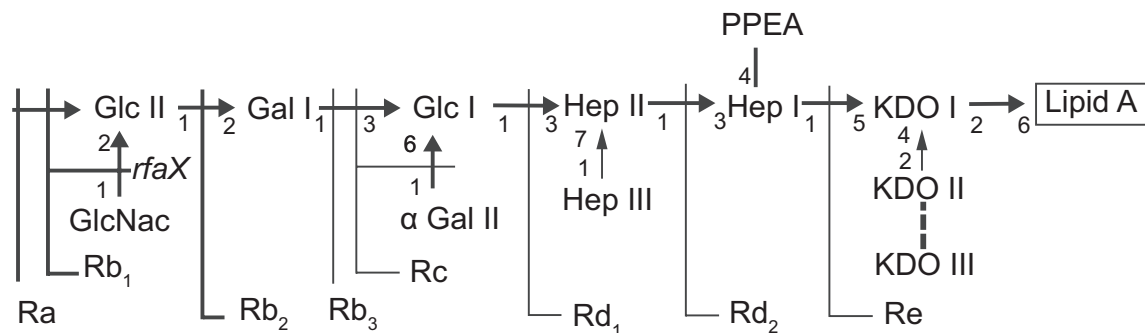 PPEA
4
Glc II 1 2 Gal I 1 3 Glc I 1 3 Hep II 1 3 Hep I 1 5 KDO I 2 6 Lipid A
2 6 7 4
rfaX
1 1 1 2
GlcNac α Gal II Hep III KDO II
KDO III
Rb₁ Rc
Ra Rb₂ Rb₃ Rd₁ Rd₂ Re